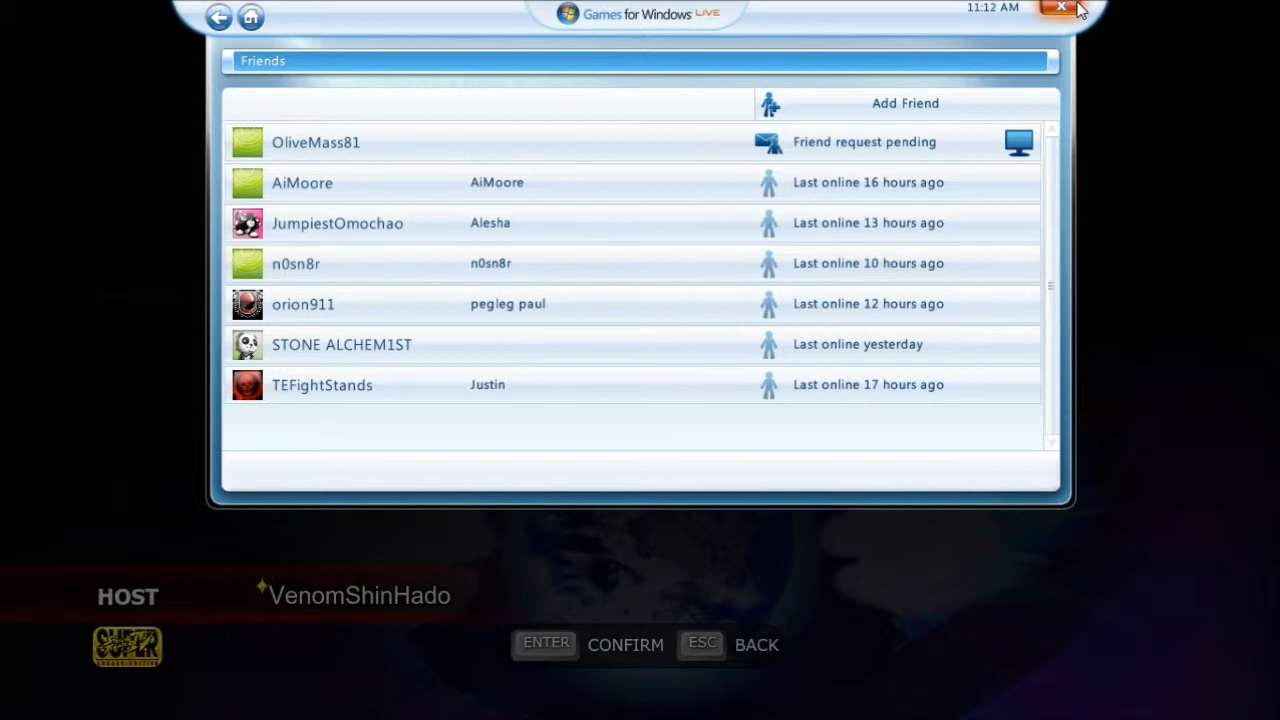 Games for Windows LIVE
11:12 AM
Friends
Add Friend
OliveMass81 Friend request pending
AiMoore AiMoore Last online 16 hours ago
JumpiestOmochao Alesha Last online 13 hours ago
n0sn8r n0sn8r Last online 10 hours ago
orion911 pegleg paul Last online 12 hours ago
STONE ALCHEM1ST Last online yesterday
TEFightStands Justin Last online 17 hours ago
HOST VenomShinHado
SUPER
ENTER CONFIRM ESC BACK